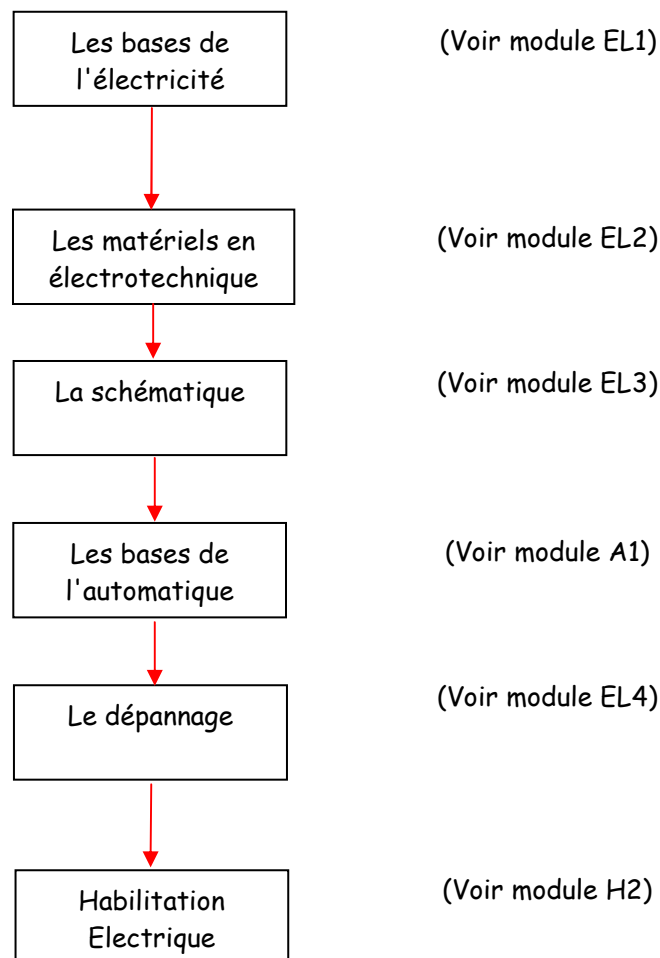 Les bases de
l'électricité
(Voir module EL1)
Les matériels en
électrotechnique
(Voir module EL2)
La schématique
(Voir module EL3)
Les bases de
l'automatique
(Voir module A1)
Le dépannage
(Voir module EL4)
Habilitation
Electrique
(Voir module H2)